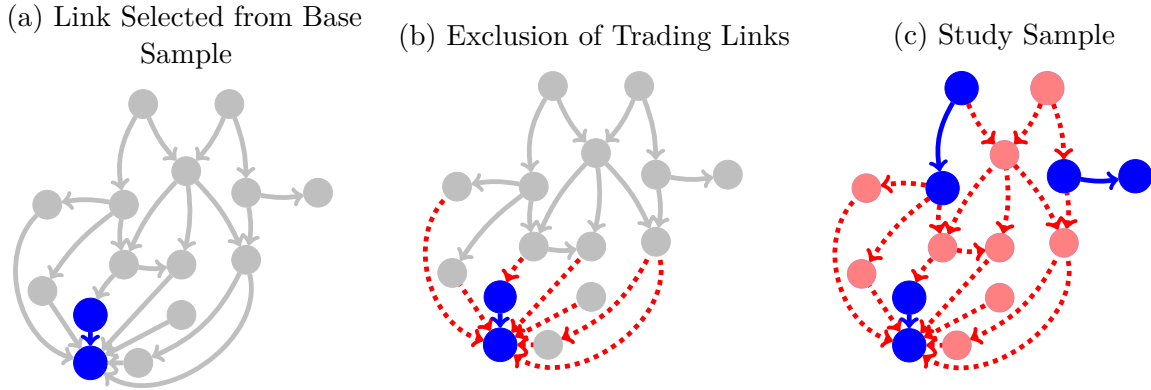 (a) Link Selected from Base
Sample
(b) Exclusion of Trading Links
(c) Study Sample